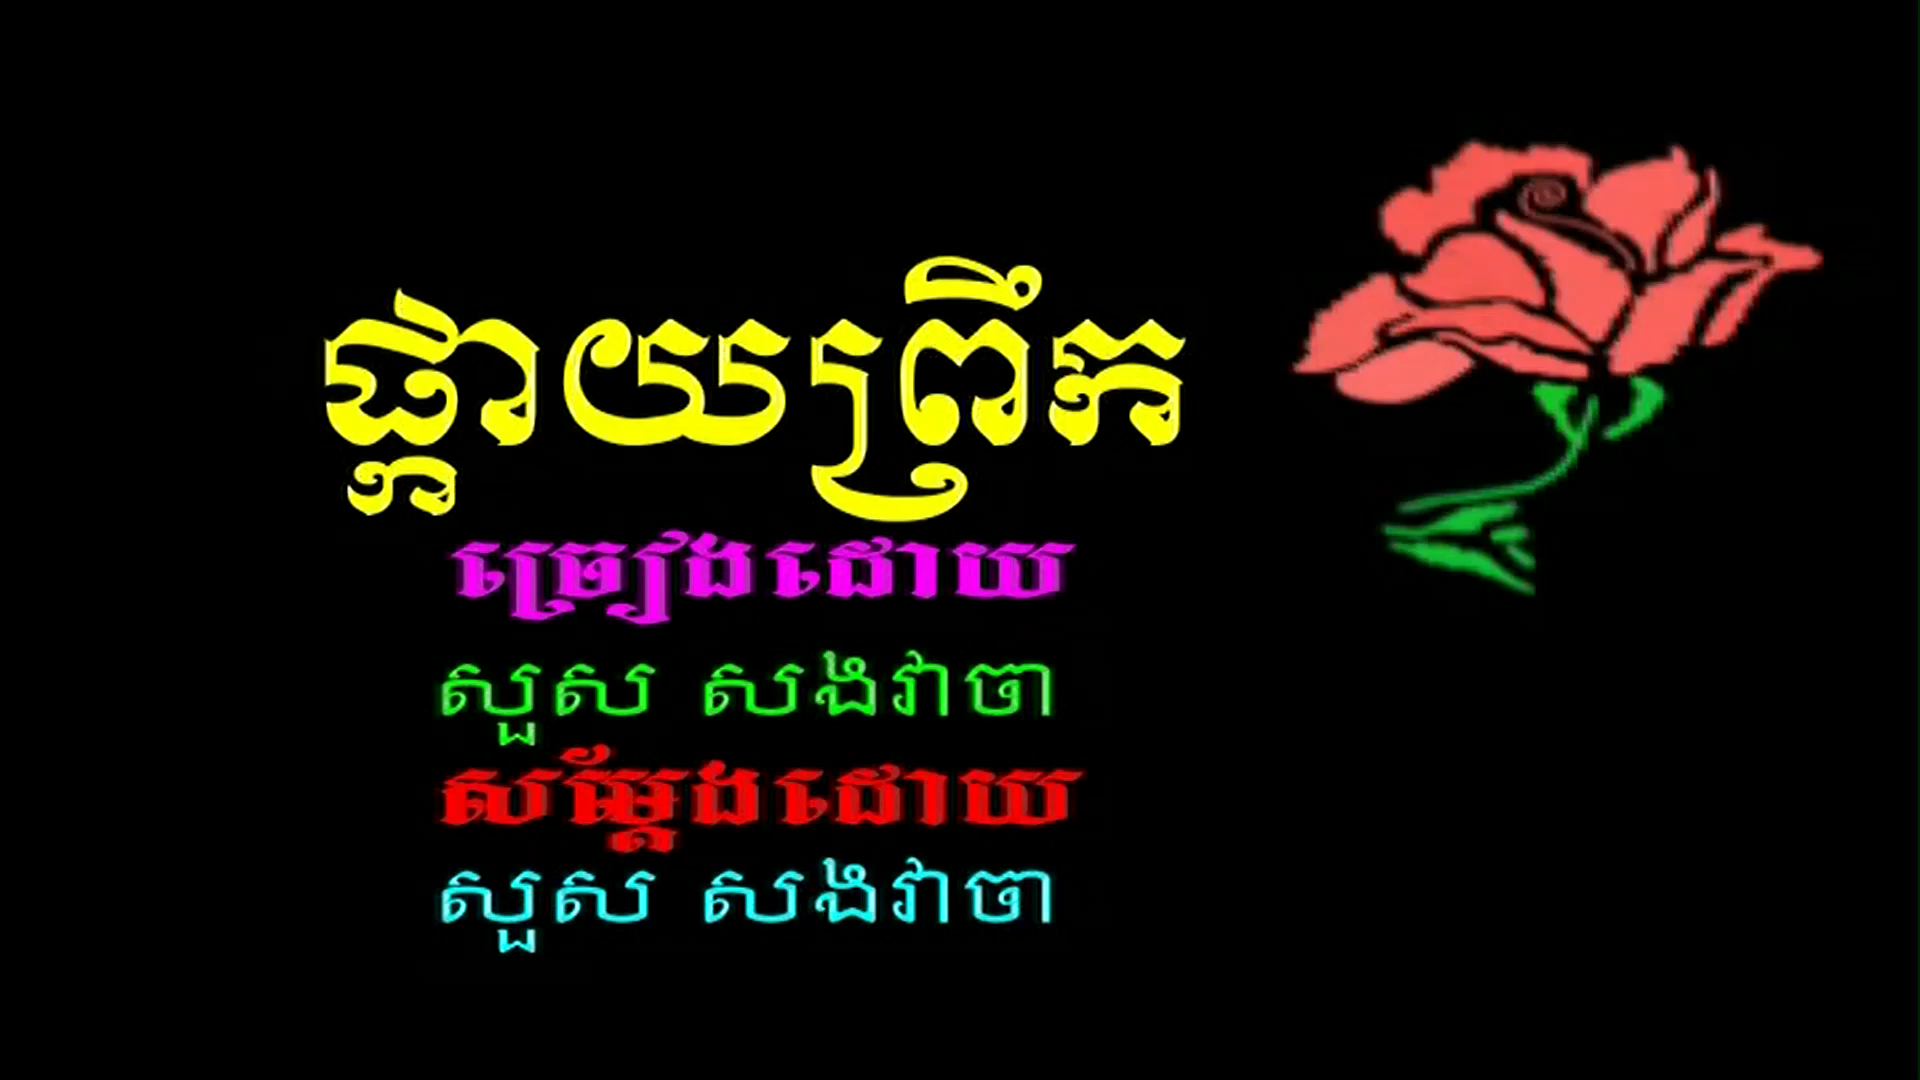 ផ្កាយព្រឹក
ច្រៀងដោយ
សួស សងវាចា
សម្ដែងដោយ
សួស សងវាចា